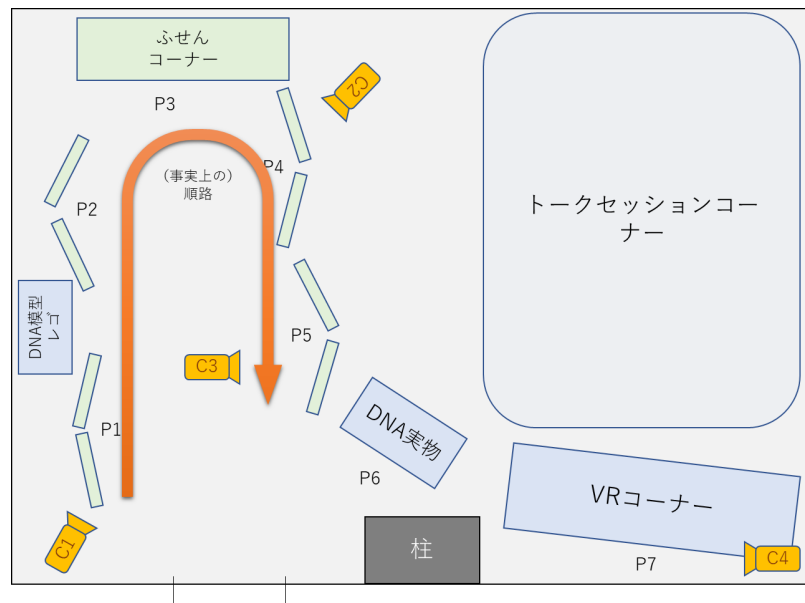 ふせん
コーナー
C2
P3
P4
（事実上の）
順路
P2
トークセッションコー
ナー
DNA模型
レゴ
P5
C3
DNA実物
P1
P6
VRコーナー
柱
C1
C4
P7